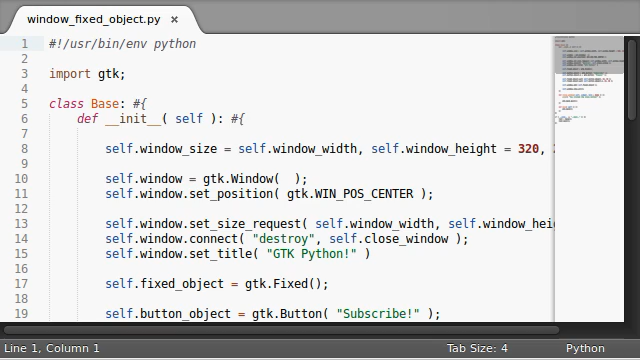 window_fixed_object.py ×
1 #!/usr/bin/env python
2
3 import gtk;
4
5 class Base: #{
6 def __init__( self ): #{
7
8 self.window_size = self.window_width, self.window_height = 320,
9
10 self.window = gtk.Window(  );
11 self.window.set_position( gtk.WIN_POS_CENTER );
12
13 self.window.set_size_request( self.window_width, self.window_hei
14 self.window.connect( "destroy", self.close_window );
15 self.window.set_title( "GTK Python!" )
16
17 self.fixed_object = gtk.Fixed();
18
19 self.button_object = gtk.Button( "Subscribe!" );
Line 1, Column 1 Tab Size: 4 Python